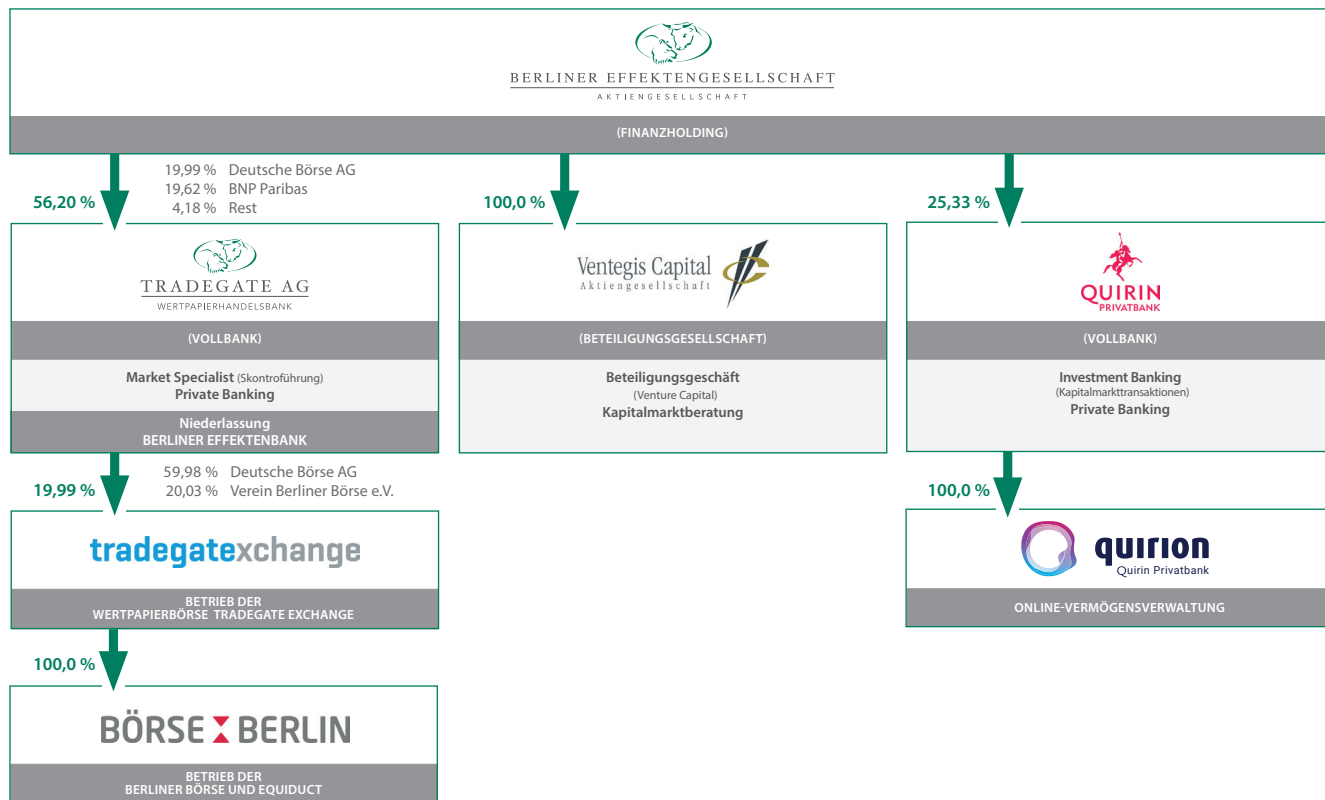 BERLINER EFFEKTENGESELLSCHAFT
AKTIENGESELLSCHAFT
(FINANZHOLDING)
56,20 %
19,99 % Deutsche Börse AG
19,62 % BNP Paribas
4,18 % Rest
100,0 %
25,33 %
TRADEGATE AG
WERTPAPIERHANDELSBANK
(VOLLBANK)
Market Specialist (Skontroführung)
Private Banking
Niederlassung
BERLINER EFFEKTENBANK
Ventegis Capital
Aktiengesellschaft
(BETEILIGUNGSGESELLSCHAFT)
Beteiligungsgeschäft
(Venture Capital)
Kapitalmarktberatung
QUIRIN
PRIVATBANK
(VOLLBANK)
Investment Banking
(Kapitalmarkttransaktionen)
Private Banking
19,99 %
59,98 % Deutsche Börse AG
20,03 % Verein Berliner Börse e.V.
100,0 %
tradegatexchange
BETRIEB DER
WERTPAPIERBÖRSE TRADEGATE EXCHANGE
quirion
Quirin Privatbank
ONLINE-VERMÖGENSVERWALTUNG
100,0 %
BÖRSE BERLIN
BETRIEB DER
BERLINER BÖRSE UND EQUIDUCT